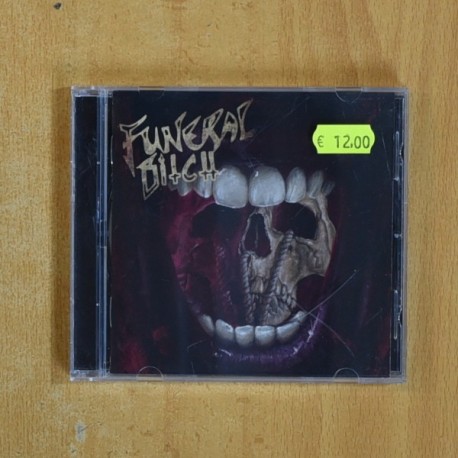 FUNERAL
BITCH
€ 12,00